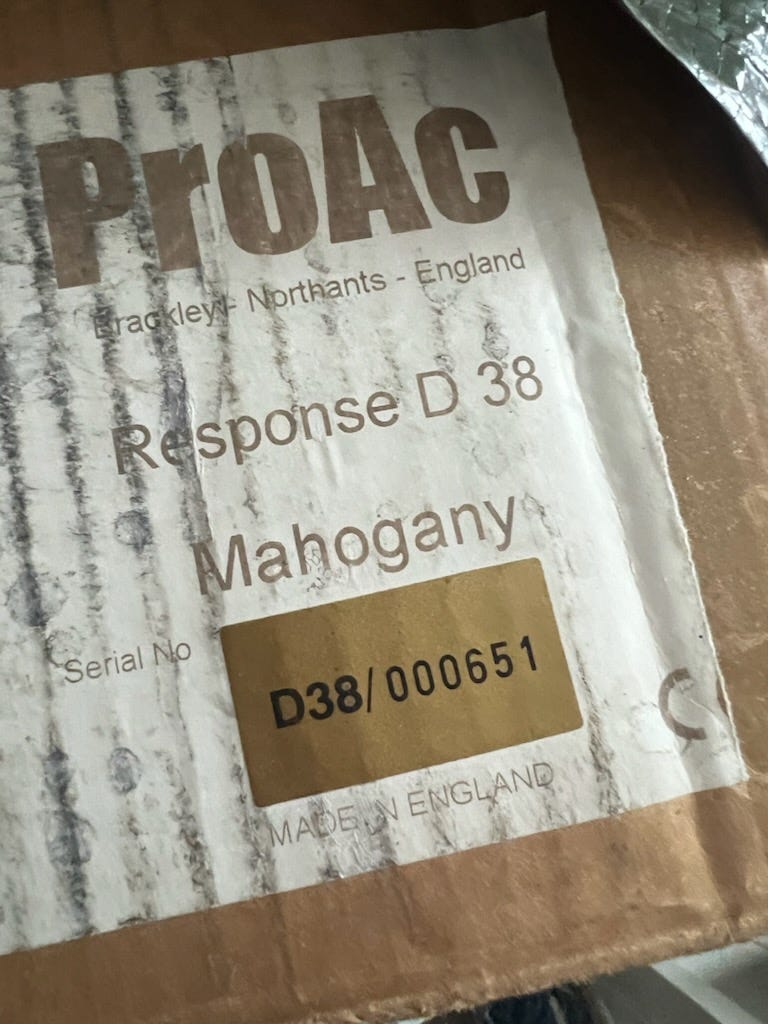 ProAc
Brackley - Northants - England
Response D 38
Mahogany
Serial No
D38/000651
MADE IN ENGLAND